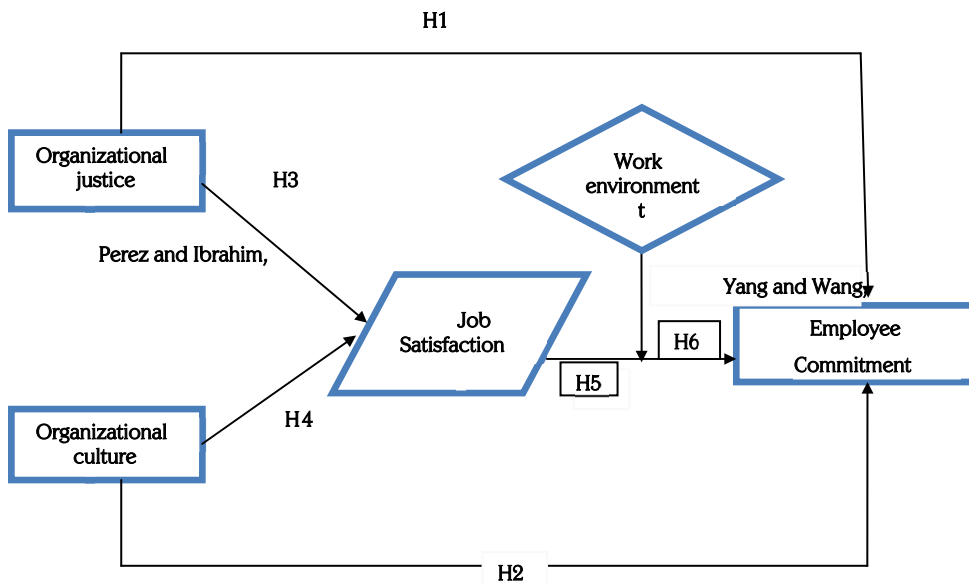 H1
Organizational
justice
H3
Work
environment
t
Perez and Ibrahim,
Yang and Wang,
Job
Satisfaction
H6
Employee
Commitment
H5
H4
Organizational
culture
H2